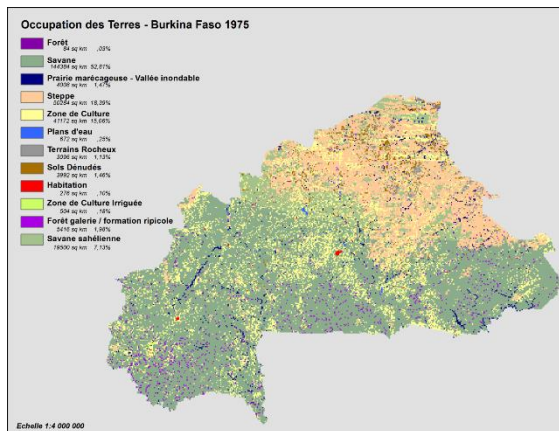 Occupation des Terres - Burkina Faso 1975
Forêt
84 sq km ,03%
Savane
144384 sq km 52,81%
Prairie marécageuse - Vallée inondable
4008 sq km 1,47%
Steppe
50284 sq km 18,39%
Zone de Culture
41172 sq km 15,06%
Plans d'eau
672 sq km ,25%
Terrains Rocheux
3096 sq km 1,13%
Sols Dénudés
3992 sq km 1,46%
Habitation
276 sq km ,10%
Zone de Culture Irriguée
504 sq km ,18%
Forêt galerie / formation ripicole
5416 sq km 1,98%
Savane sahélienne
19500 sq km 7,13%
Echelle 1:4 000 000